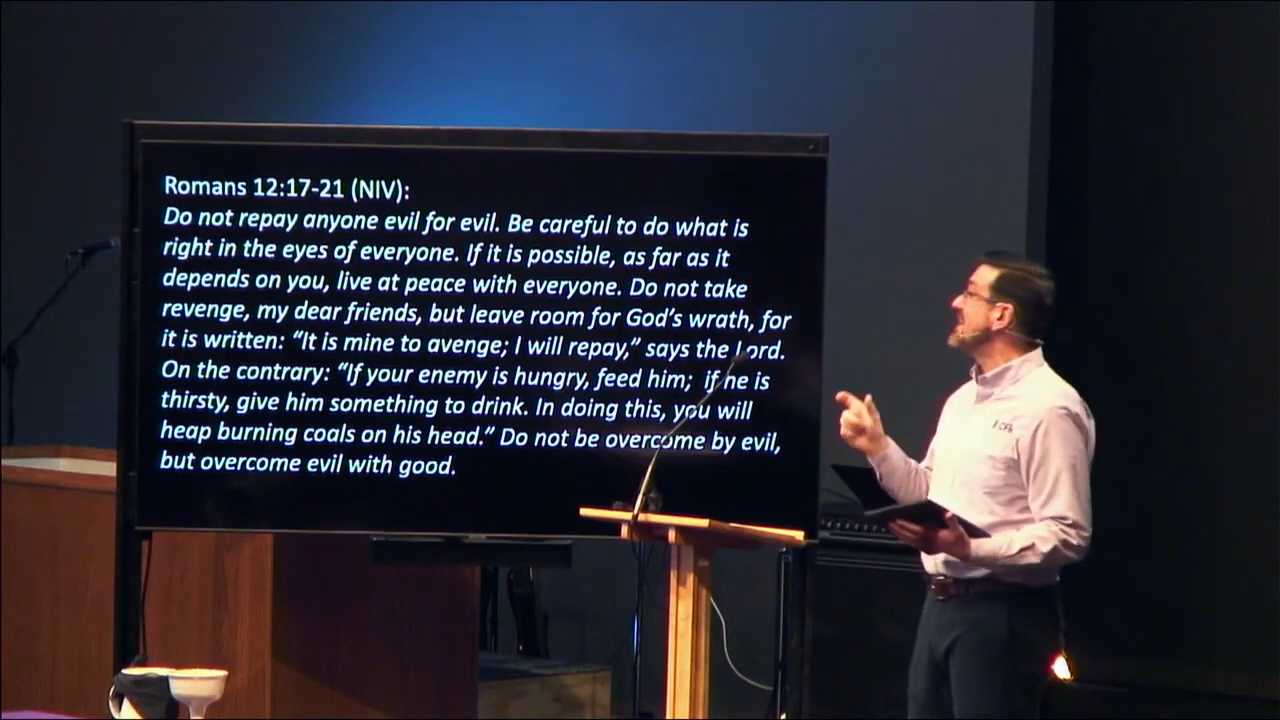 Romans 12:17-21 (NIV):
Do not repay anyone evil for evil. Be careful to do what is
right in the eyes of everyone. If it is possible, as far as it
depends on you, live at peace with everyone. Do not take
revenge, my dear friends, but leave room for God’s wrath, for
it is written: “It is mine to avenge; I will repay,” says the Lord.
On the contrary: “If your enemy is hungry, feed him; if he is
thirsty, give him something to drink. In doing this, you will
heap burning coals on his head.” Do not be overcome by evil,
but overcome evil with good.